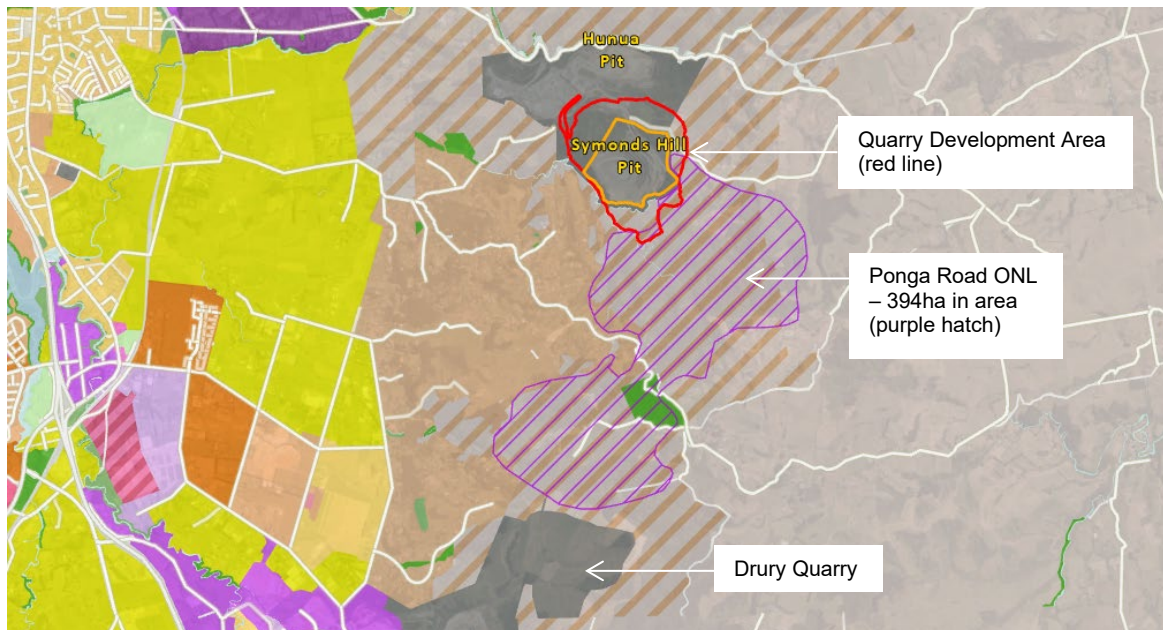 Hunua
Pit
Symonds Hill
Pit
Quarry Development Area
(red line)
Ponga Road ONL
– 394ha in area
(purple hatch)
Drury Quarry